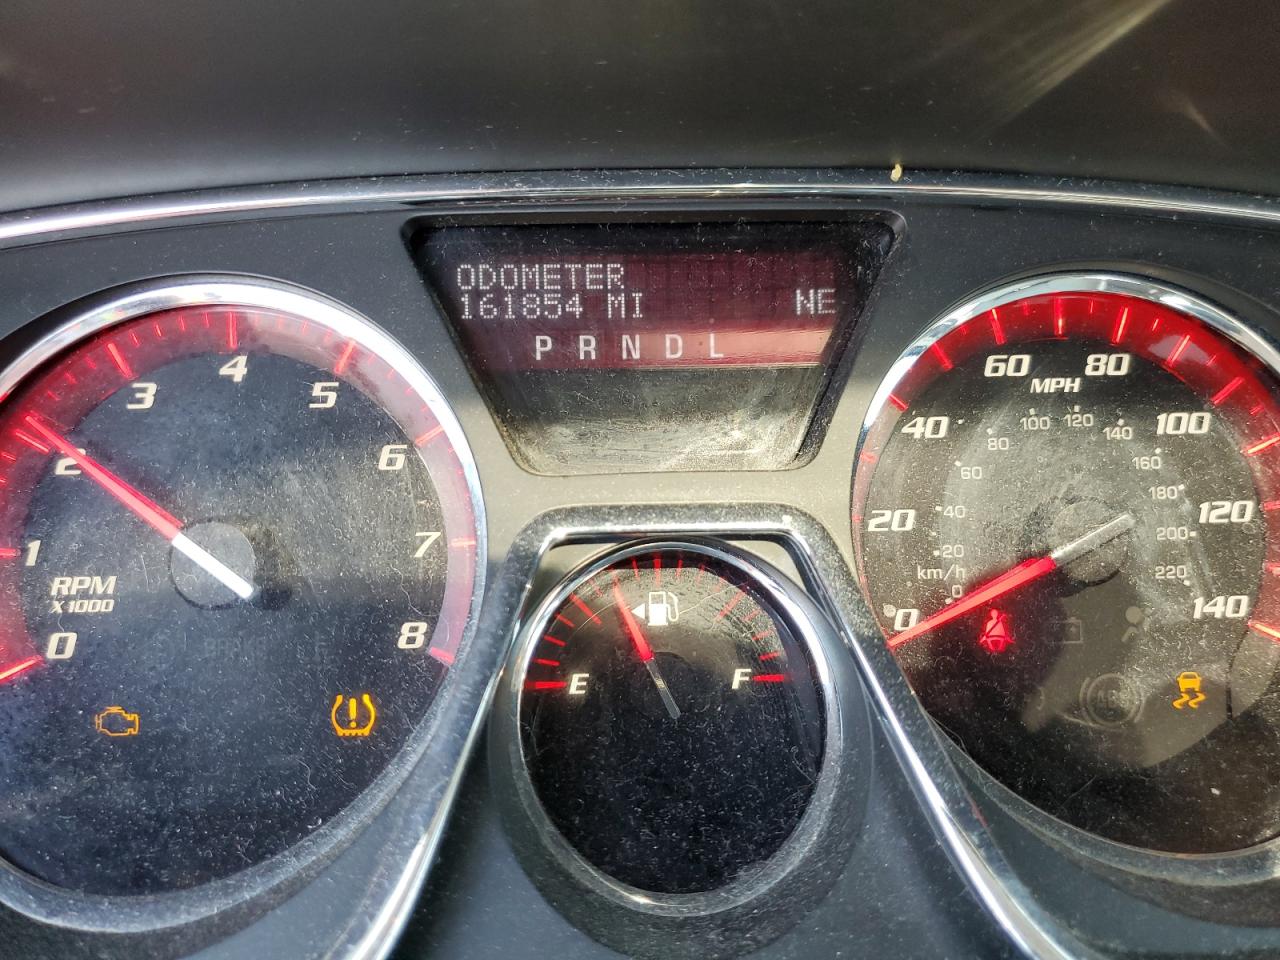 ODOMETER
161854 MI NE
P R N D L
0 1 2 3 4 5 6 7 8
RPM
X1000
E F
0 20 40 60 80 100 120 140
MPH
0 20 40 60 80 100 120 140 160 180 200 220
km/h